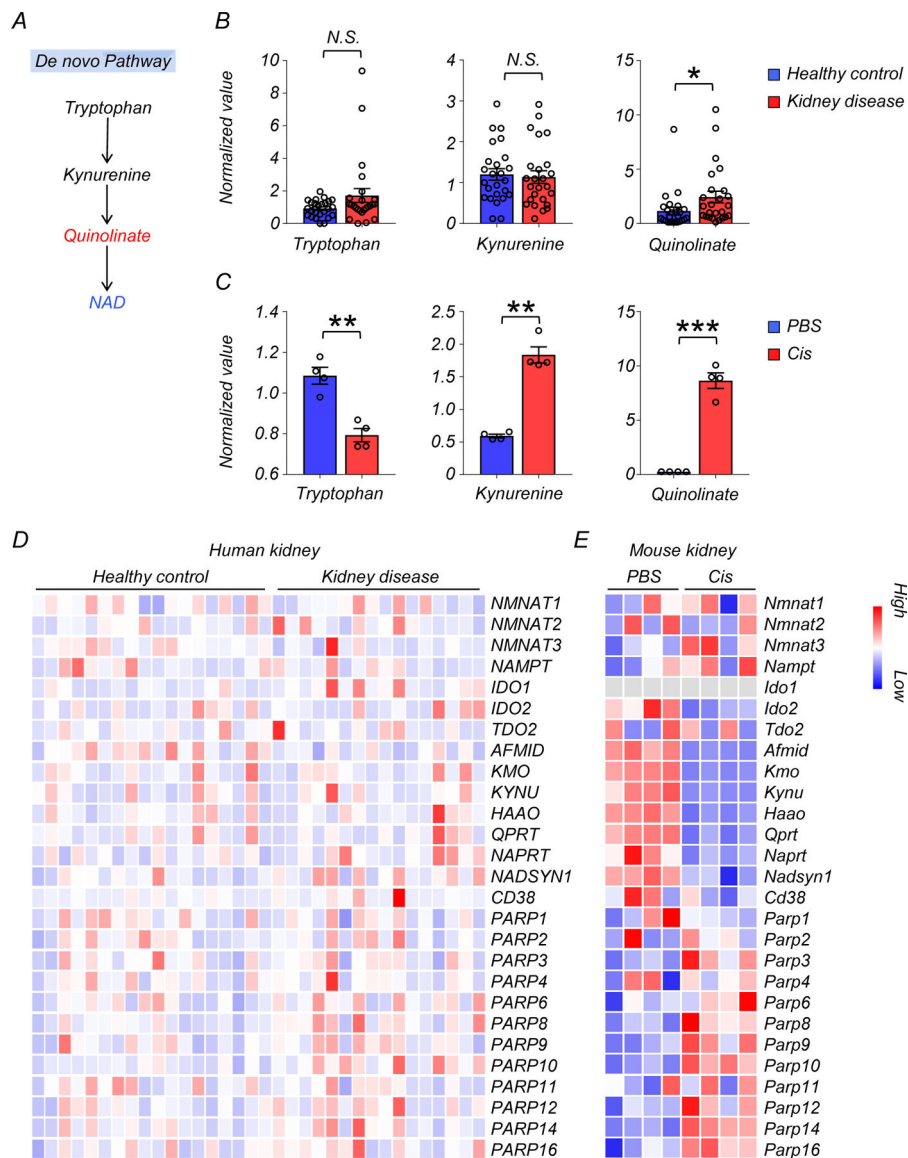 A
De novo Pathway
Tryptophan
Kynurenine
Quinolinate
NAD
B
Normalized value
10
8
6
4
2
0
N.S.
Tryptophan
4
3
2
1
0
N.S.
Kynurenine
15
10
5
0
*
Quinolinate
Healthy control
Kidney disease
C
Normalized value
1.4
1.2
1.0
0.8
0.6
**
Tryptophan
2.5
2.0
1.5
1.0
0.5
0
**
Kynurenine
15
10
5
0
***
Quinolinate
PBS
Cis
D
Human kidney
Healthy control
Kidney disease
NMNAT1
NMNAT2
NMNAT3
NAMPT
IDO1
IDO2
TDO2
AFMID
KMO
KYNU
HAAO
QPRT
NAPRT
NADSYN1
CD38
PARP1
PARP2
PARP3
PARP4
PARP6
PARP8
PARP9
PARP10
PARP11
PARP12
PARP14
PARP16
E
Mouse kidney
PBS
Cis
Nmnat1
Nmnat2
Nmnat3
Nampt
Ido1
Ido2
Tdo2
Afmid
Kmo
Kynu
Haao
Qprt
Naprt
Nadsyn1
Cd38
Parp1
Parp2
Parp3
Parp4
Parp6
Parp8
Parp9
Parp10
Parp11
Parp12
Parp14
Parp16
High
Low